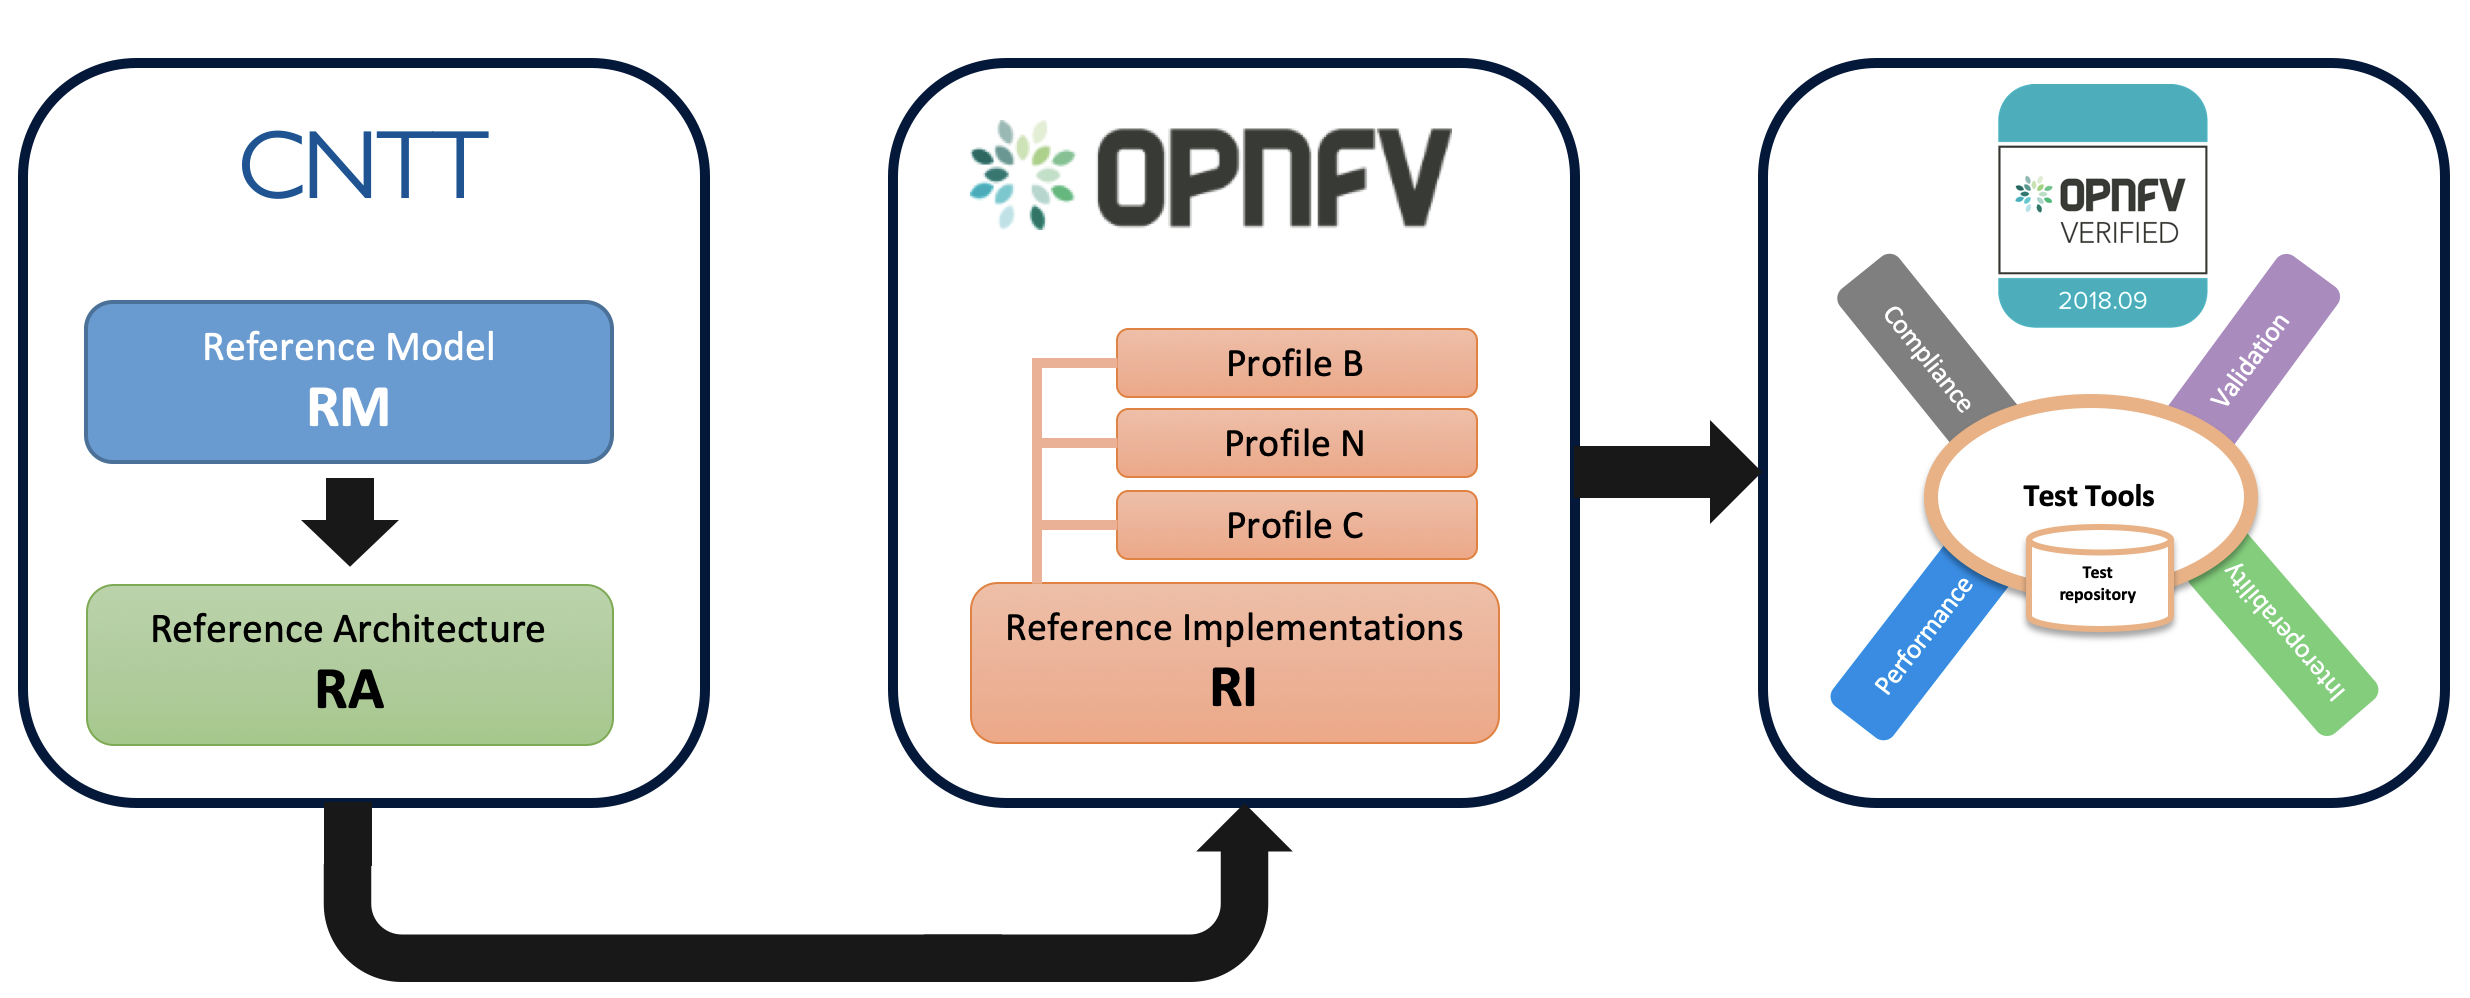 CNTT
Reference Model
RM
Reference Architecture
RA
OPNFV
Profile B
Profile N
Profile C
Reference Implementations
RI
OPNFV
VERIFIED
2018.09
Compliance
Validation
Test Tools
Test
repository
Performance
Interoperability